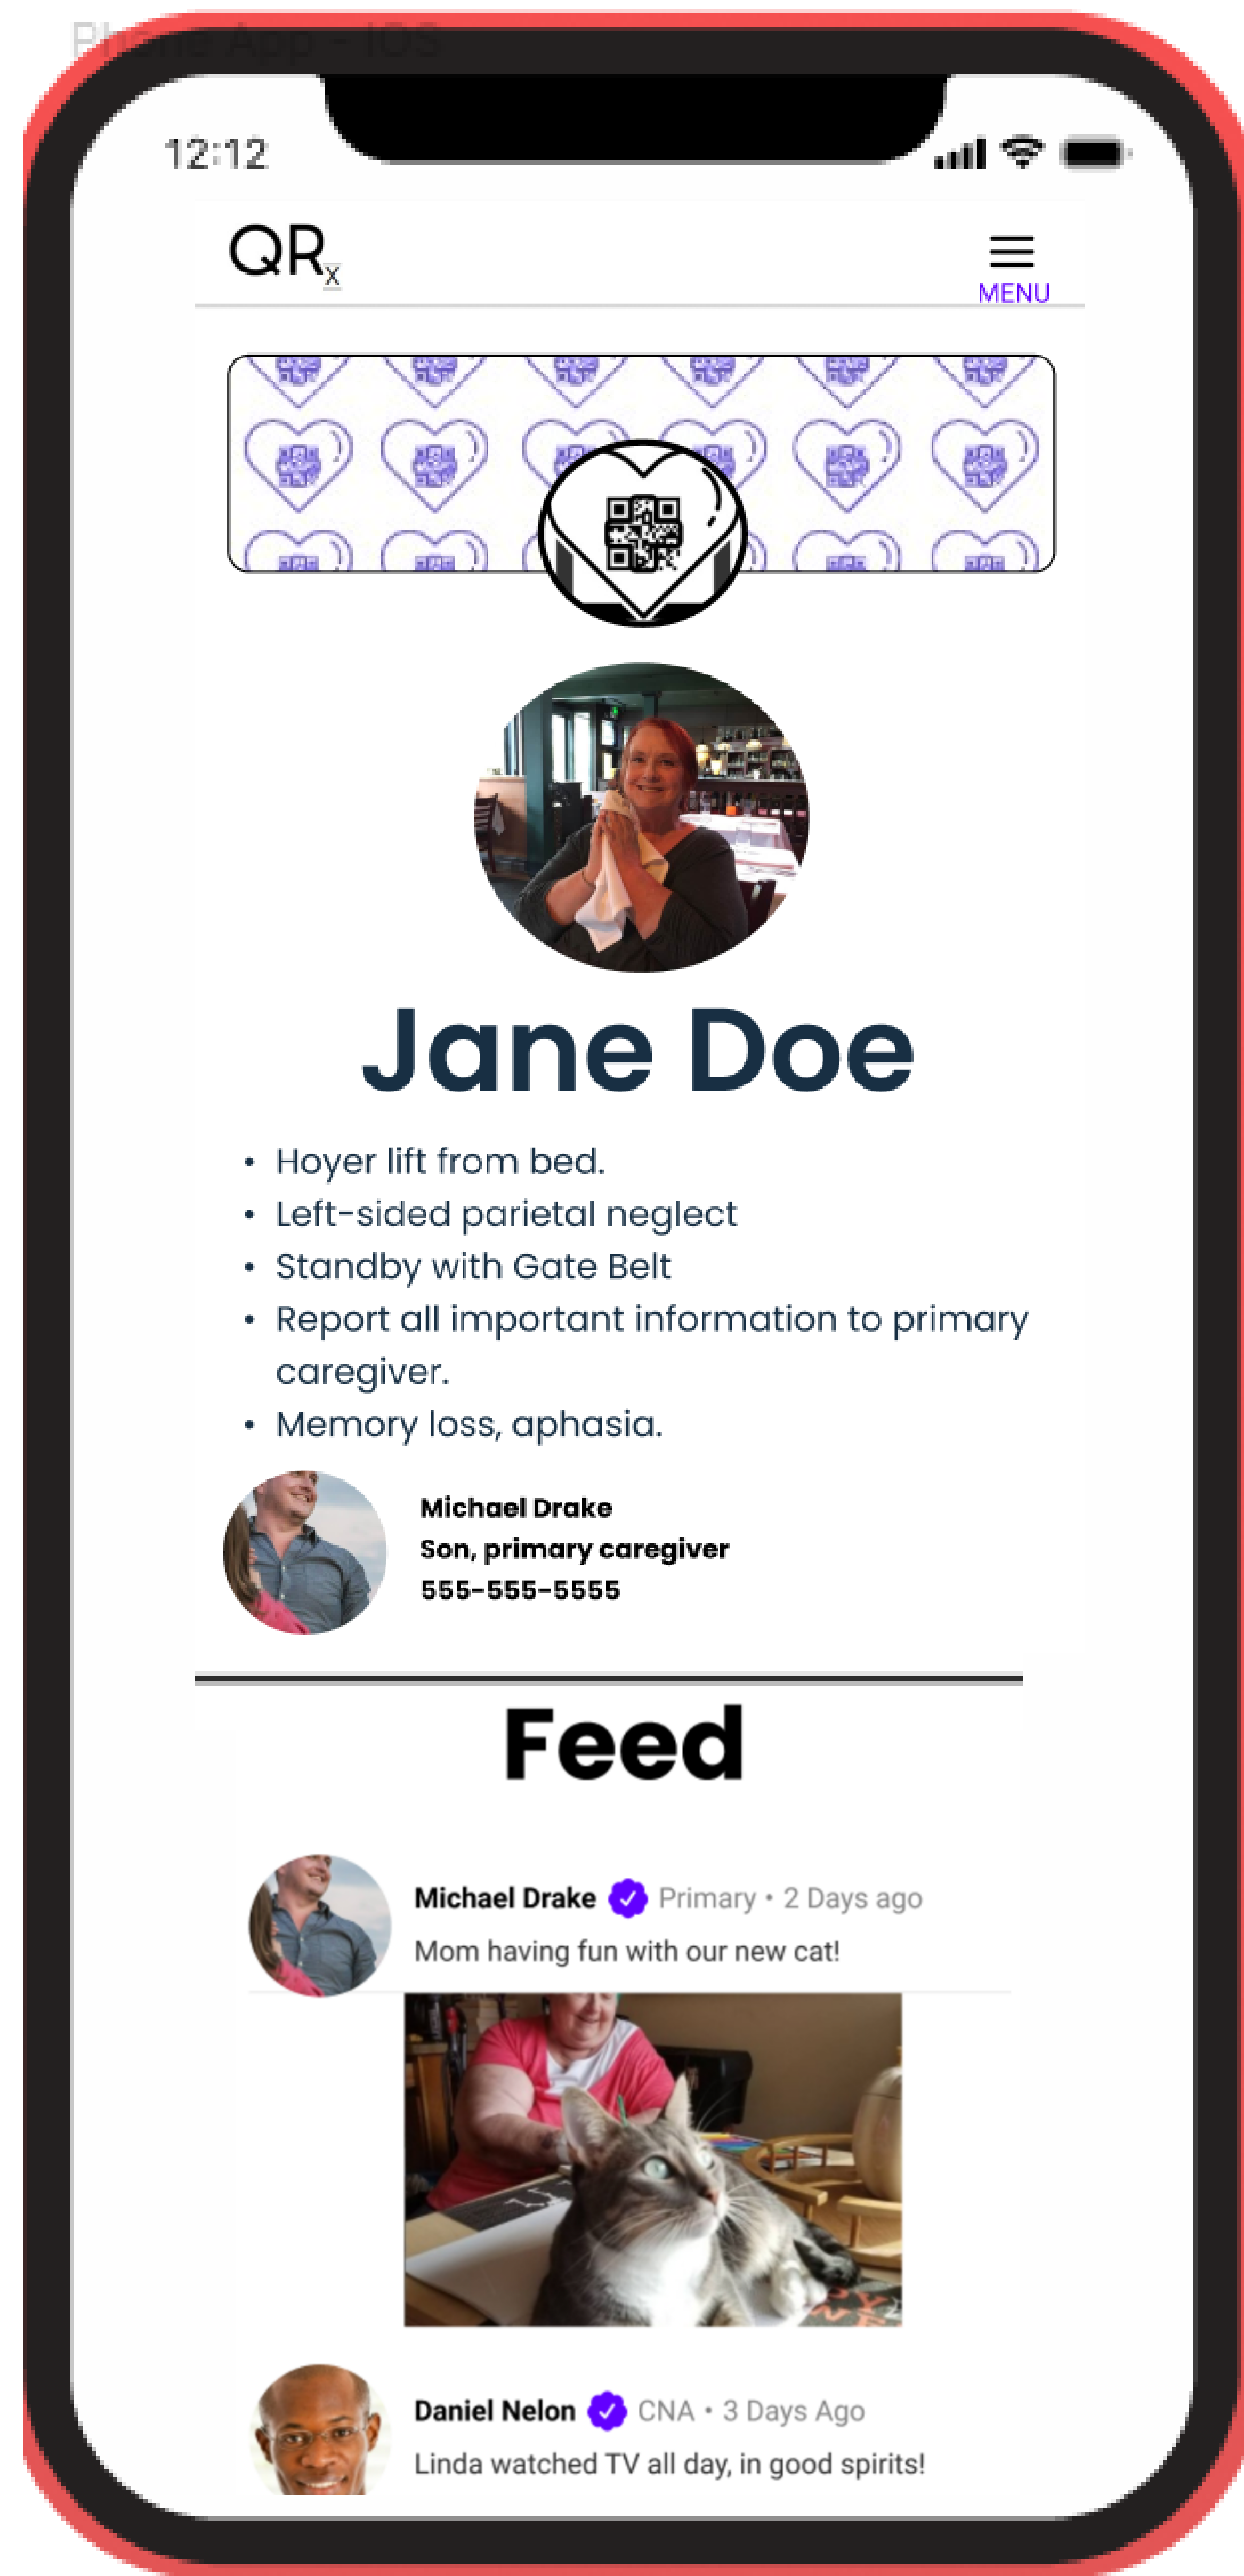 Phone App - iOS
12:12
QRx
MENU
Jane Doe
• Hoyer lift from bed.
• Left-sided parietal neglect
• Standby with Gate Belt
• Report all important information to primary
caregiver.
• Memory loss, aphasia.
Michael Drake
Son, primary caregiver
555-555-5555
Feed
Michael Drake Primary • 2 Days ago
Mom having fun with our new cat!
Daniel Nelon CNA • 3 Days Ago
Linda watched TV all day, in good spirits!